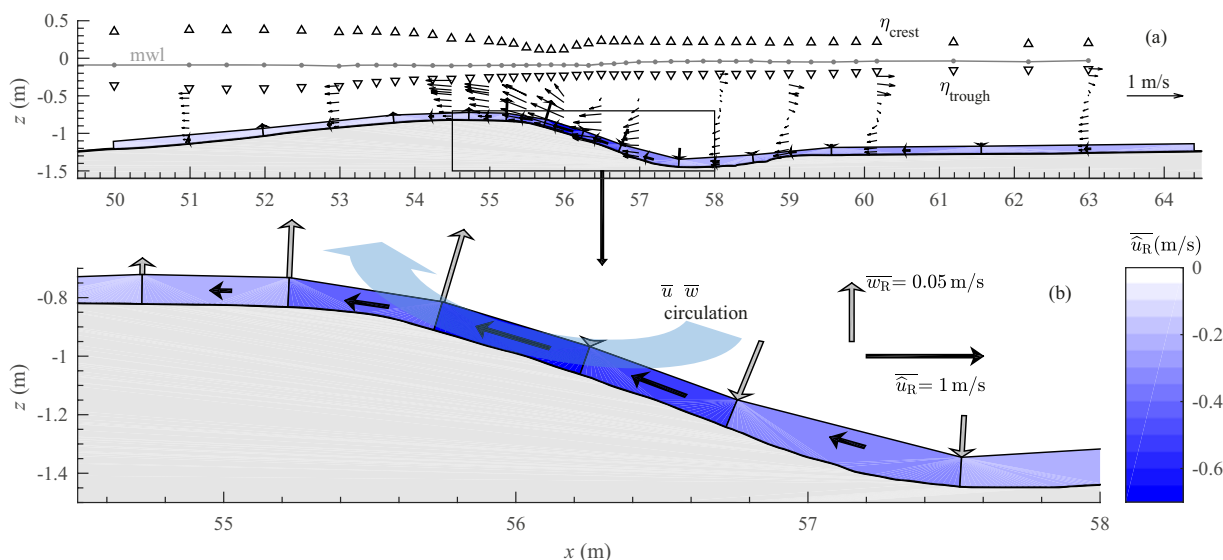 0.5
0
-0.5
-1
-1.5
z (m)
mwl
η_crest
(a)
η_trough
1 m/s
50 51 52 53 54 55 56 57 58 59 60 61 62 63 64
-0.8
-1
-1.2
-1.4
z (m)
u̅ w̅
circulation
w̅_R = 0.05 m/s
(b)
û̅_R = 1 m/s
û̅_R (m/s)
0
-0.2
-0.4
-0.6
55 56 57 58
x (m)